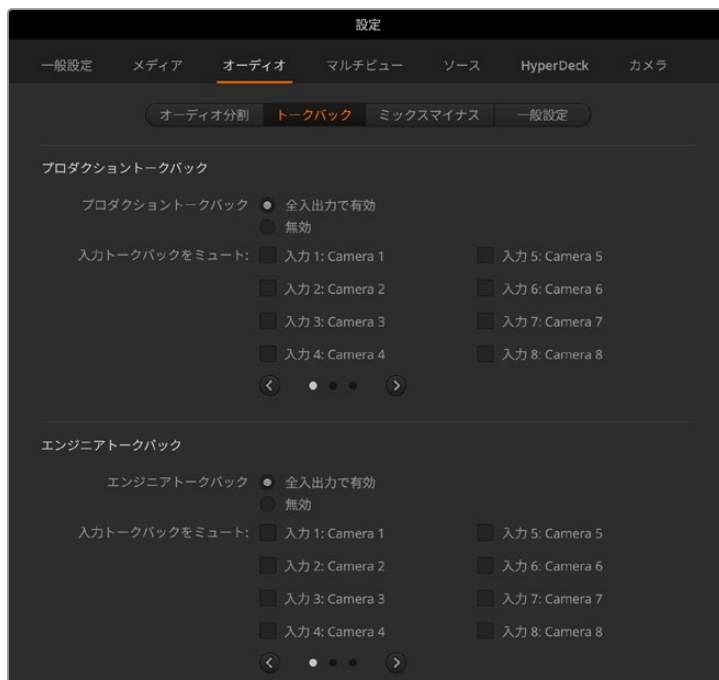 設定
一般設定 メディア オーディオ マルチビュー ソース HyperDeck カメラ
オーディオ分割 トークバック ミックスマイナス 一般設定
プロダクショントークバック
プロダクショントークバック 全入出力で有効
無効
入力トークバックをミュート: 入力 1: Camera 1 入力 5: Camera 5
入力 2: Camera 2 入力 6: Camera 6
入力 3: Camera 3 入力 7: Camera 7
入力 4: Camera 4 入力 8: Camera 8
エンジニアトークバック
エンジニアトークバック 全入出力で有効
無効
入力トークバックをミュート: 入力 1: Camera 1 入力 5: Camera 5
入力 2: Camera 2 入力 6: Camera 6
入力 3: Camera 3 入力 7: Camera 7
入力 4: Camera 4 入力 8: Camera 8